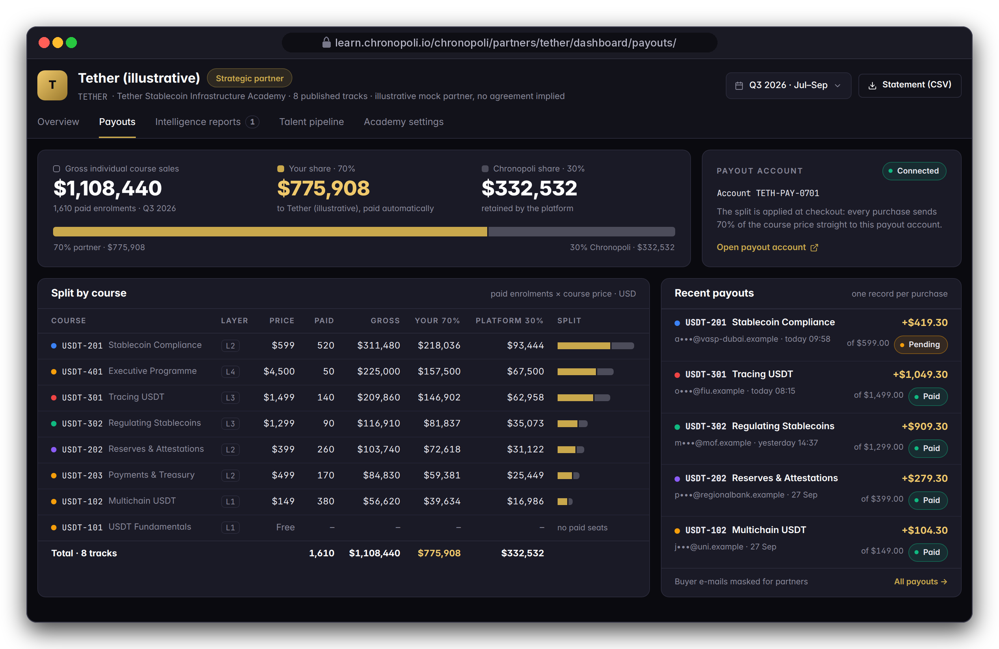 learn.chronopoli.io/chronopoli/partners/tether/dashboard/payouts/
T
Tether (illustrative) Strategic partner
TETHER · Tether Stablecoin Infrastructure Academy · 8 published tracks · illustrative mock partner, no agreement implied
Q3 2026 · Jul–Sep
Statement (CSV)
Overview Payouts Intelligence reports 1 Talent pipeline Academy settings
Gross individual course sales
$1,108,440
1,610 paid enrolments · Q3 2026
Your share · 70%
$775,908
to Tether (illustrative), paid automatically
Chronopoli share · 30%
$332,532
retained by the platform
70% partner · $775,908
30% Chronopoli · $332,532
PAYOUT ACCOUNT Connected
Account TETH-PAY-0701
The split is applied at checkout: every purchase sends
70% of the course price straight to this payout account.
Open payout account
Split by course paid enrolments × course price · USD
COURSE LAYER PRICE PAID GROSS YOUR 70% PLATFORM 30% SPLIT
USDT-201 Stablecoin Compliance L2 $599 520 $311,480 $218,036 $93,444
USDT-401 Executive Programme L4 $4,500 50 $225,000 $157,500 $67,500
USDT-301 Tracing USDT L3 $1,499 140 $209,860 $146,902 $62,958
USDT-302 Regulating Stablecoins L3 $1,299 90 $116,910 $81,837 $35,073
USDT-202 Reserves & Attestations L2 $399 260 $103,740 $72,618 $31,122
USDT-203 Payments & Treasury L2 $499 170 $84,830 $59,381 $25,449
USDT-102 Multichain USDT L1 $149 380 $56,620 $39,634 $16,986
USDT-101 USDT Fundamentals L1 Free – – – – no paid seats
Total · 8 tracks 1,610 $1,108,440 $775,908 $332,532
Recent payouts one record per purchase
USDT-201 Stablecoin Compliance +$419.30
a•••@vasp-dubai.example · today 09:58 of $599.00 Pending
USDT-301 Tracing USDT +$1,049.30
o•••@fiu.example · today 08:15 of $1,499.00 Paid
USDT-302 Regulating Stablecoins +$909.30
m•••@mof.example · yesterday 14:37 of $1,299.00 Paid
USDT-202 Reserves & Attestations +$279.30
p•••@regionalbank.example · 27 Sep of $399.00 Paid
USDT-102 Multichain USDT +$104.30
j•••@uni.example · 27 Sep of $149.00 Paid
Buyer e-mails masked for partners All payouts →